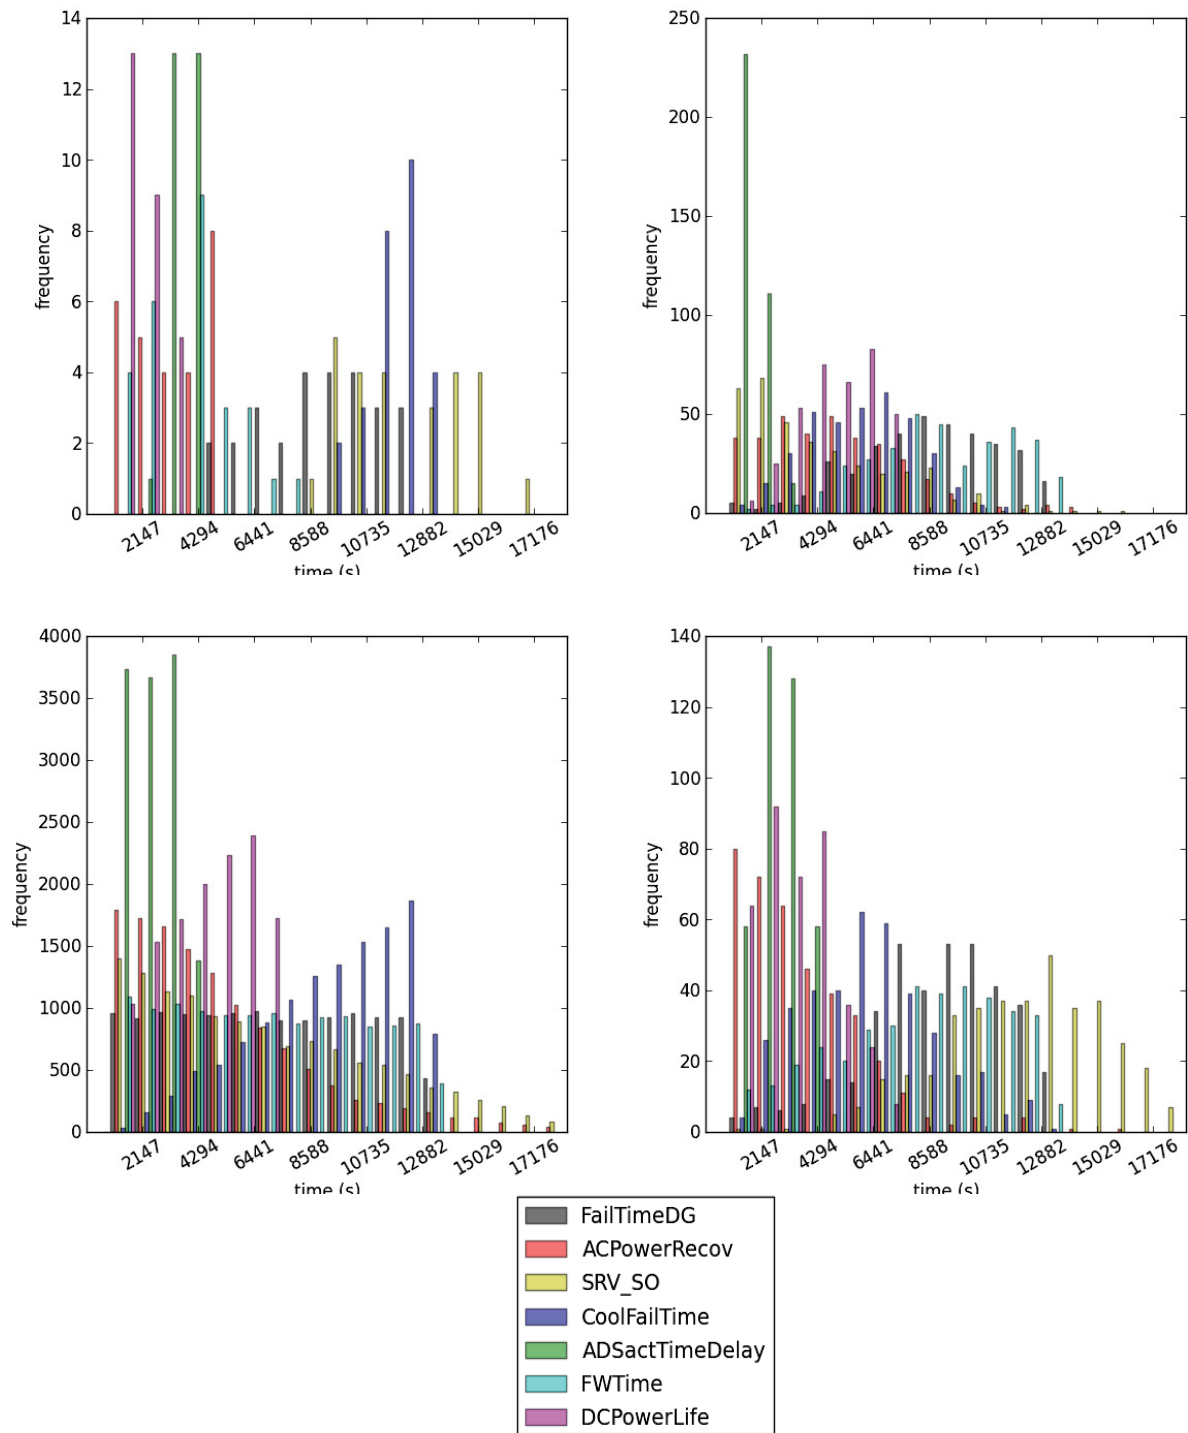 14
12
10
8
6
4
2
0
frequency
2147 4294 6441 8588 10735 12882 15029 17176
time (s)
250
200
150
100
50
0
frequency
2147 4294 6441 8588 10735 12882 15029 17176
time (s)
4000
3500
3000
2500
2000
1500
1000
500
0
frequency
2147 4294 6441 8588 10735 12882 15029 17176
time (s)
140
120
100
80
60
40
20
0
frequency
2147 4294 6441 8588 10735 12882 15029 17176
time (s)
FailTimeDG
ACPowerRecov
SRV_SO
CoolFailTime
ADSactTimeDelay
FWTime
DCPowerLife